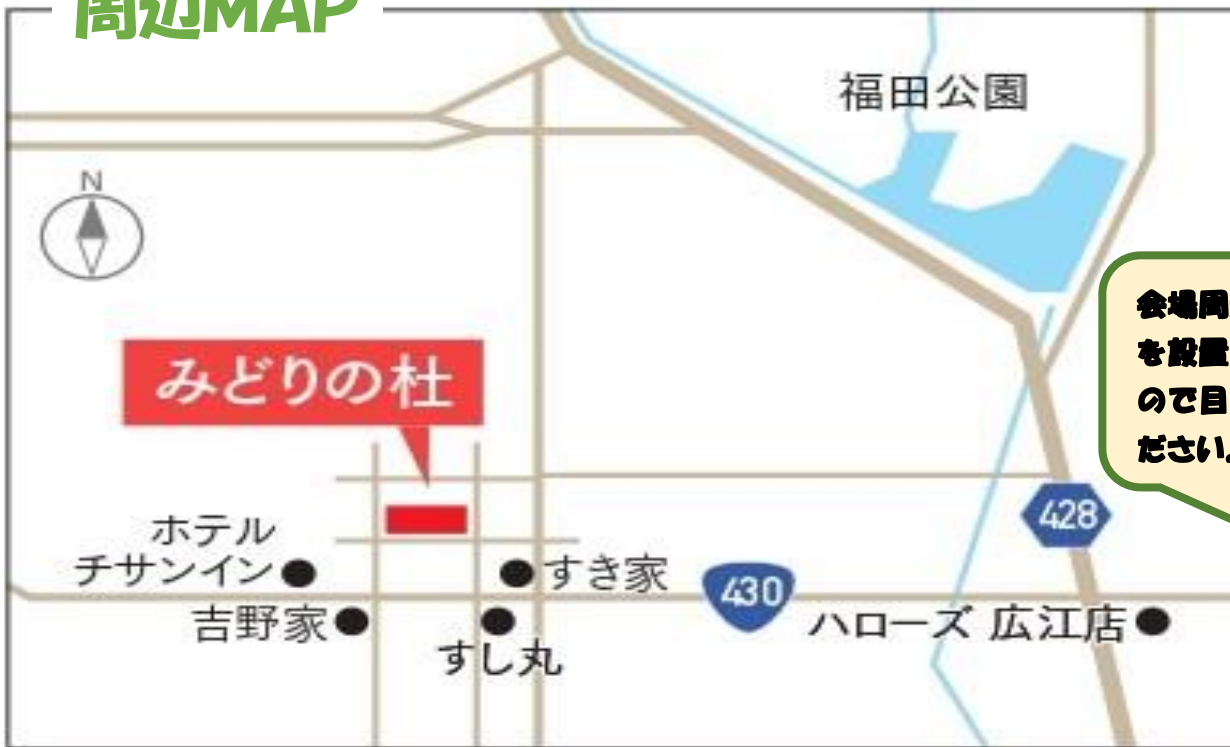 周辺MAP
福田公園
N
会場周
を設置
ので目
ださい。
みどりの杜
428
ホテル
チサンイン
すき家
430
吉野家
ハローズ 広江店
すし丸